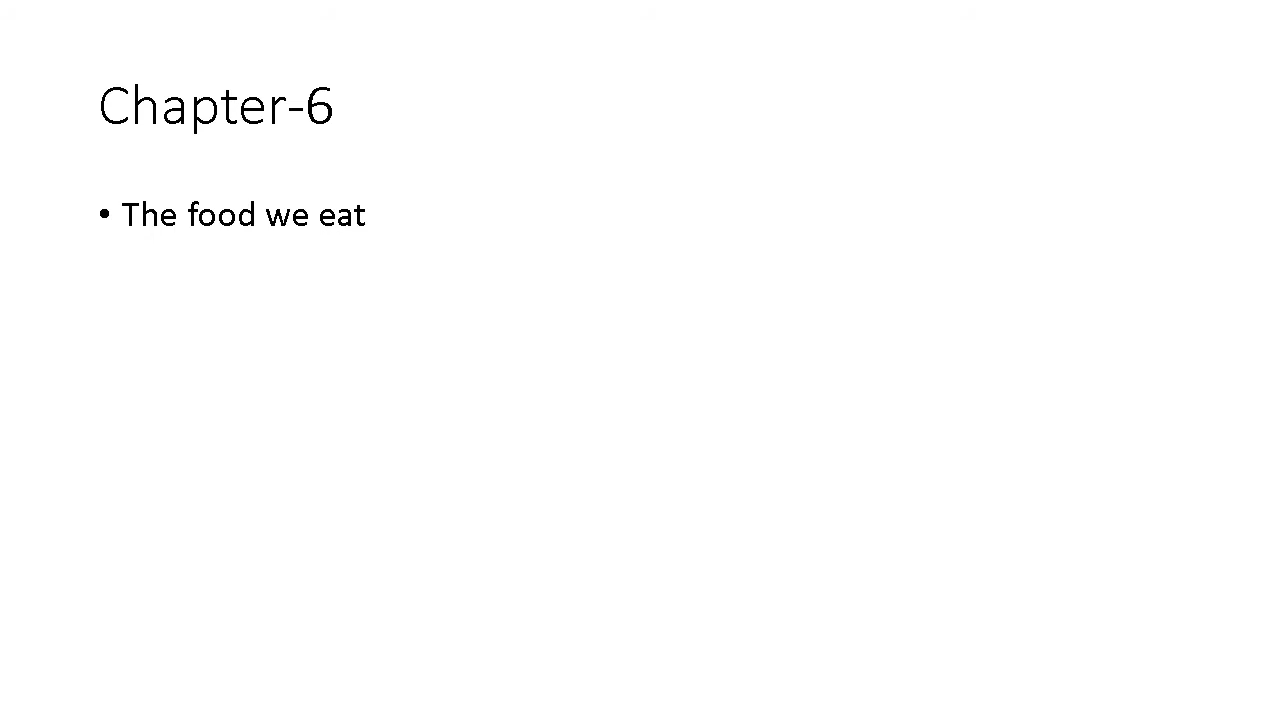 Chapter-6
• The food we eat